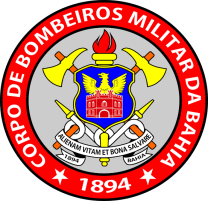 CORPO DE BOMBEIROS MILITAR DA BAHIA
ALIENAM VITAM ET BONA SALVARE
1894 BAHIA
1894